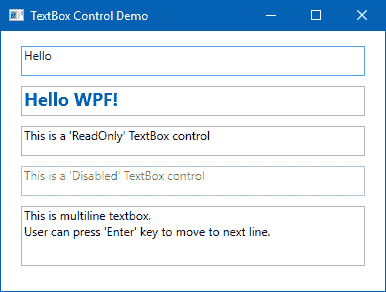 TextBox Control Demo
Hello
Hello WPF!
This is a 'ReadOnly' TextBox control
This is a 'Disabled' TextBox control
This is multiline textbox.
User can press 'Enter' key to move to next line.